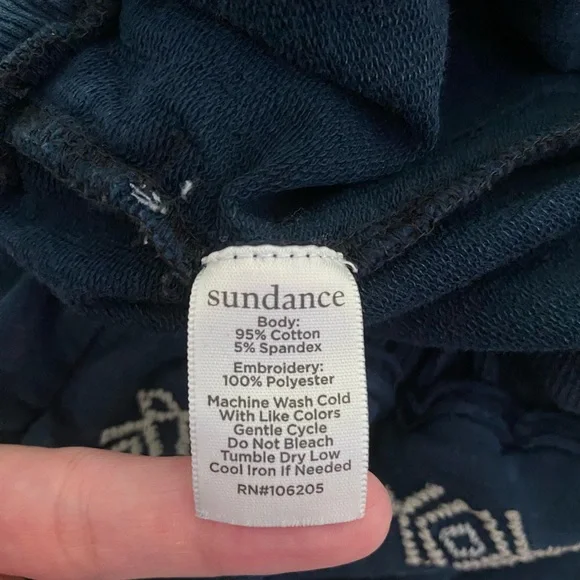 sundance
Body:
95% Cotton
5% Spandex
Embroidery:
100% Polyester
Machine Wash Cold
With Like Colors
Gentle Cycle
Do Not Bleach
Tumble Dry Low
Cool Iron If Needed
RN#106205